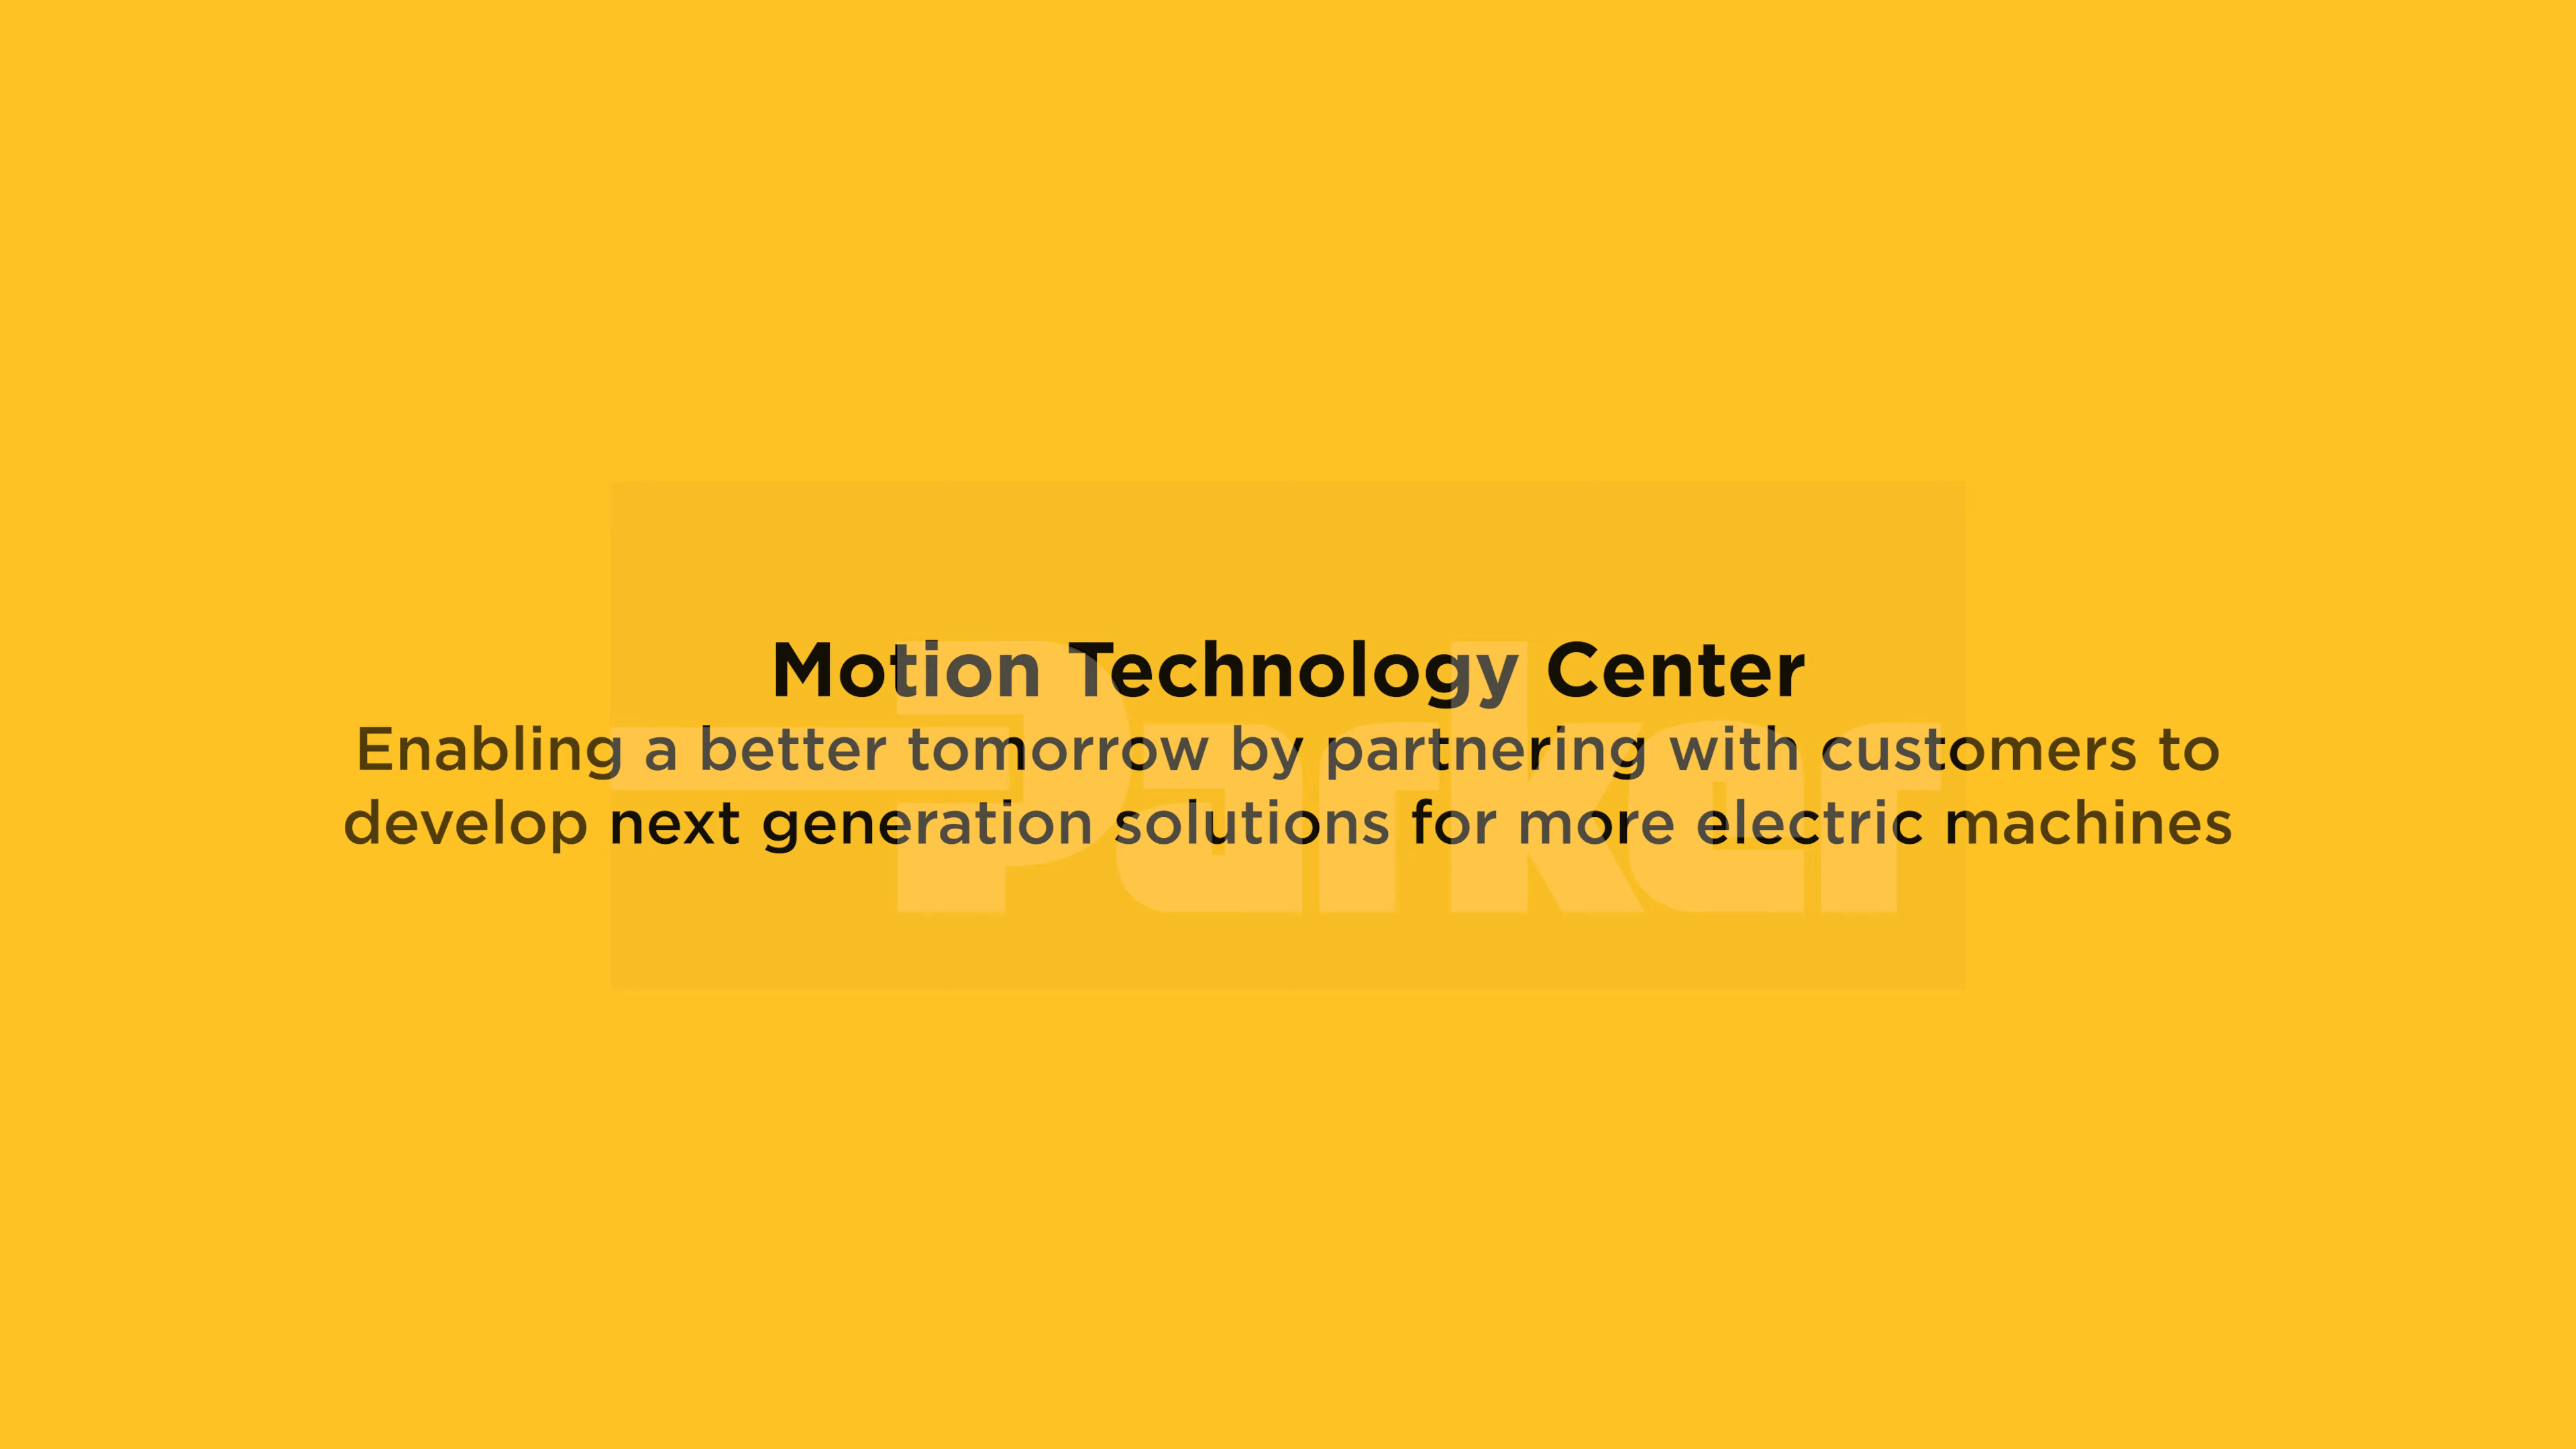 Motion Technology Center
Enabling a better tomorrow by partnering with customers to
develop next generation solutions for more electric machines
Parker